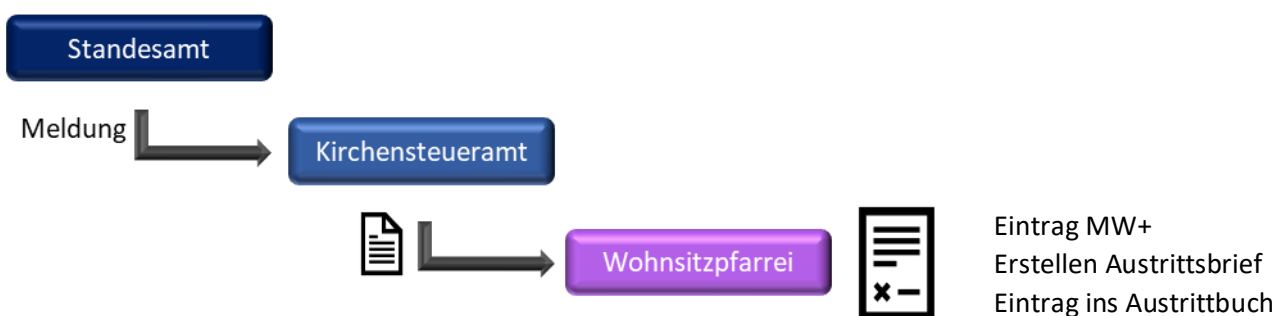 Standesamt
Meldung
Kirchensteueramt
Wohnsitzpfarrei
Eintrag MW+
Erstellen Austrittsbrief
Eintrag ins Austrittbuch